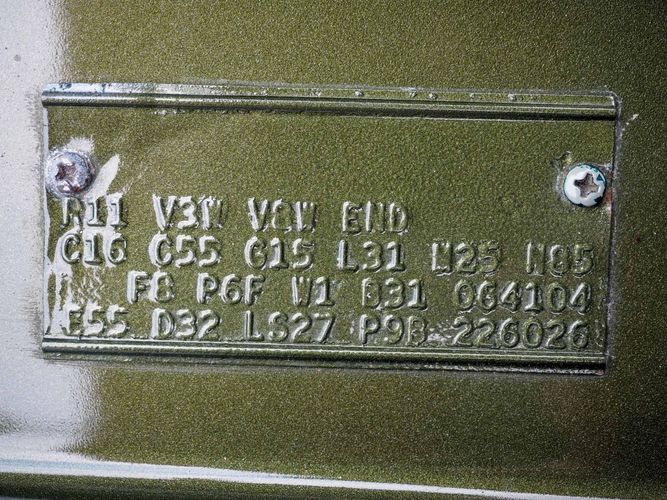 R11 V3W V8W END
C16 C55 G15 L31 M25 N85
F8 P6F W1 B31 064104
E55 D32 LS27 P9B 226026